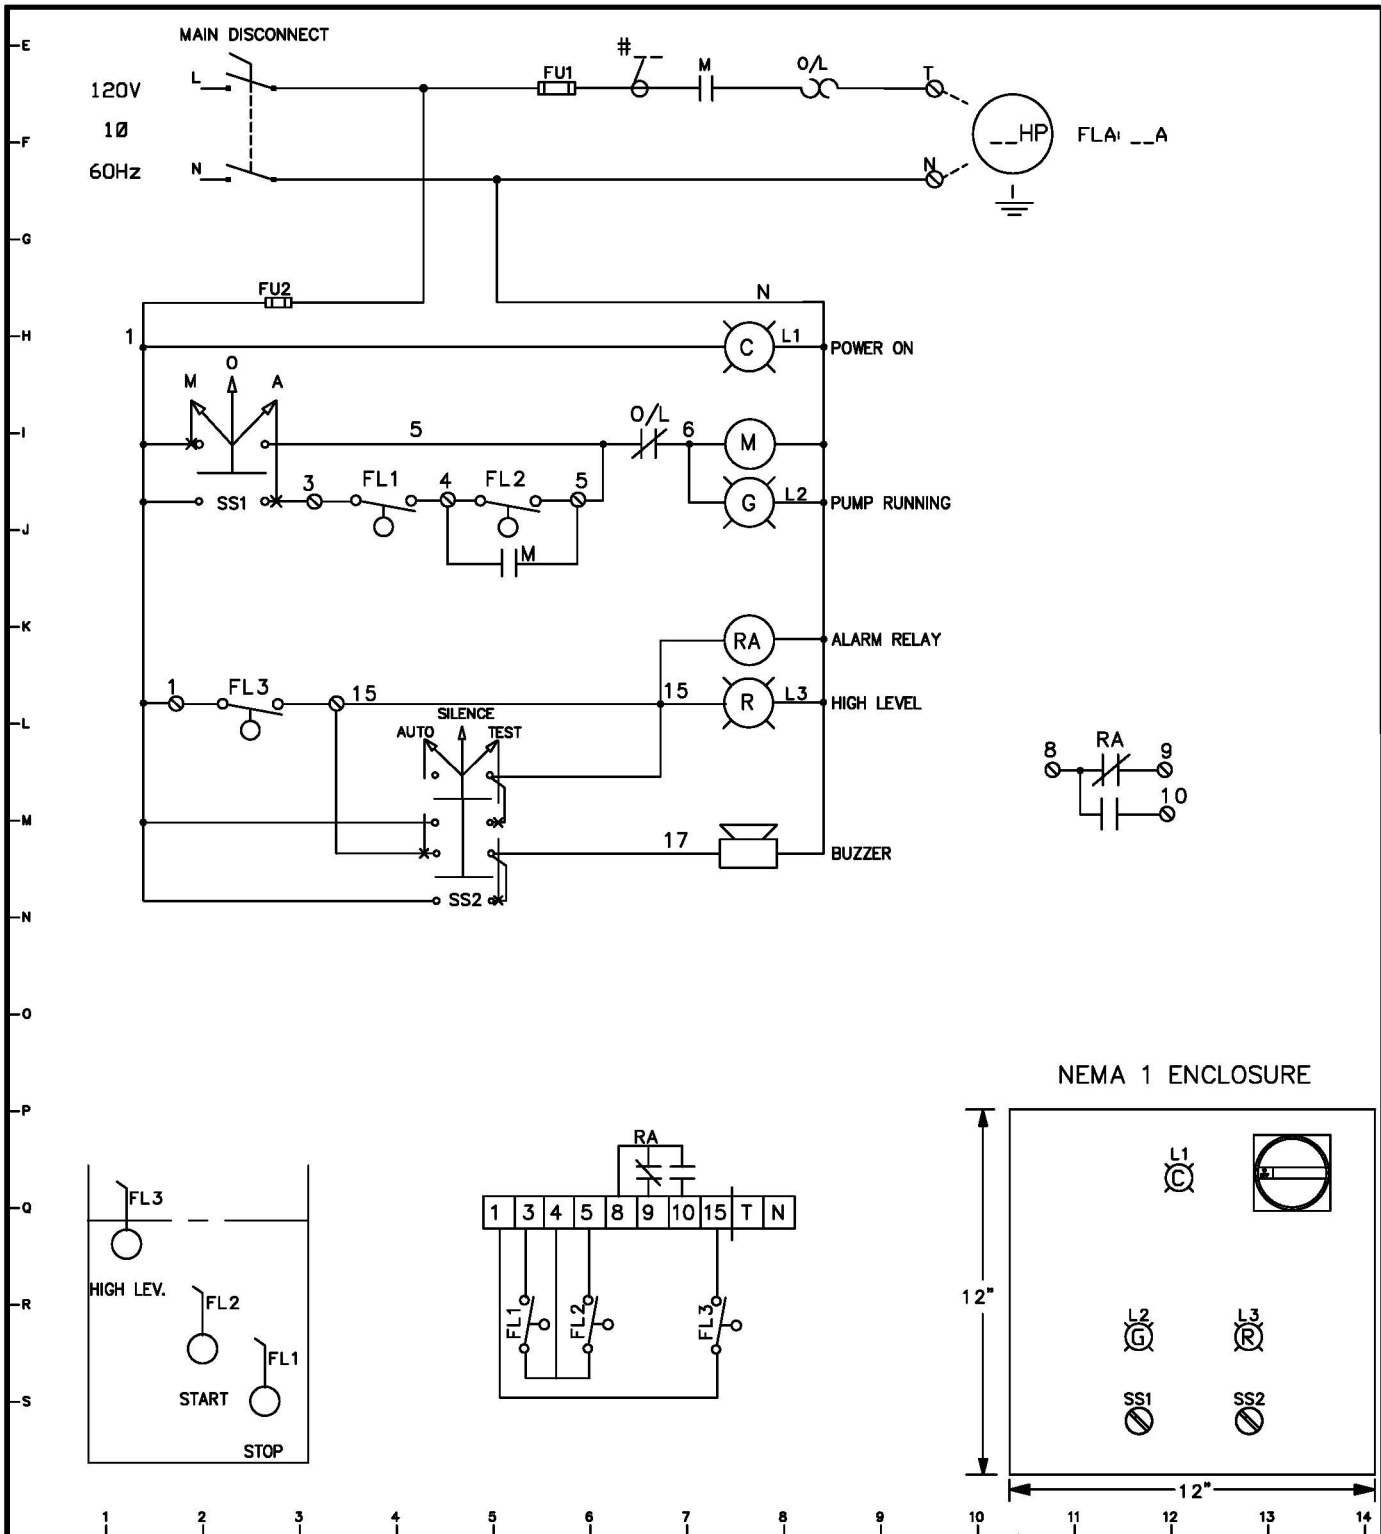 MAIN DISCONNECT
E
#
L
FU1
M
O/L
T
120V
1Ø
F
__HP
FLA: __A
60Hz
N
N
G
FU2
N
H
1
C
L1
POWER ON
M
O
A
I
5
O/L
6
M
SS1
3
FL1
4
FL2
5
G
L2
PUMP RUNNING
J
M
K
RA
ALARM RELAY
1
FL3
15
15
R
L3
HIGH LEVEL
L
SILENCE
AUTO
TEST
8
RA
9
10
M
17
BUZZER
SS2
N
O
NEMA 1 ENCLOSURE
P
RA
L1
C
Q
FL3
1
3
4
5
8
9
10
15
T
N
HIGH LEV.
R
FL2
FL1
FL2
FL3
12"
L2
G
L3
R
FL1
START
S
SS1
SS2
STOP
12"
1
2
3
4
5
6
7
8
9
10
11
12
13
14